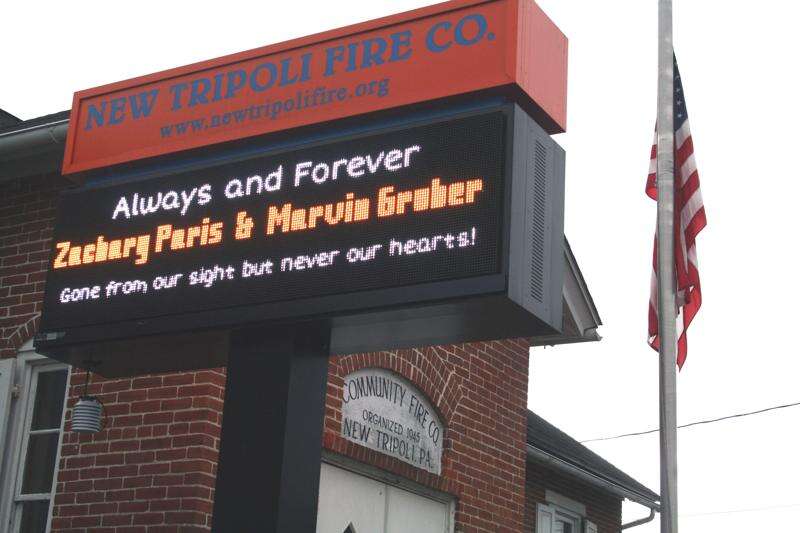 NEW TRIPOLI FIRE CO.
www.newtripolifire.org
Always and Forever
Zachary Paris & Marvin Gruber
Gone from our sight but never our hearts!
COMMUNITY FIRE CO.
ORGANIZED 1945
NEW TRIPOLI, PA.